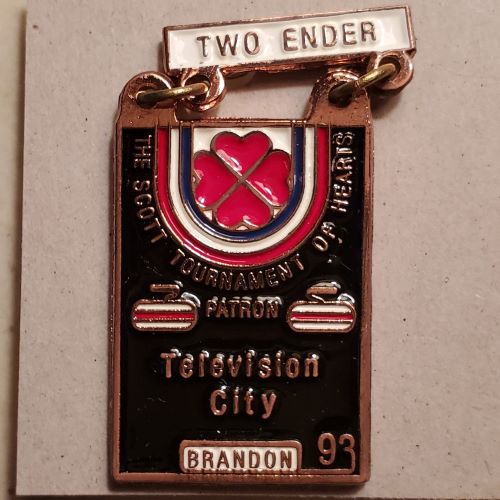 TWO ENDER
THE SCOTT TOURNAMENT OF HEARTS
PATRON
Television
City
BRANDON
93